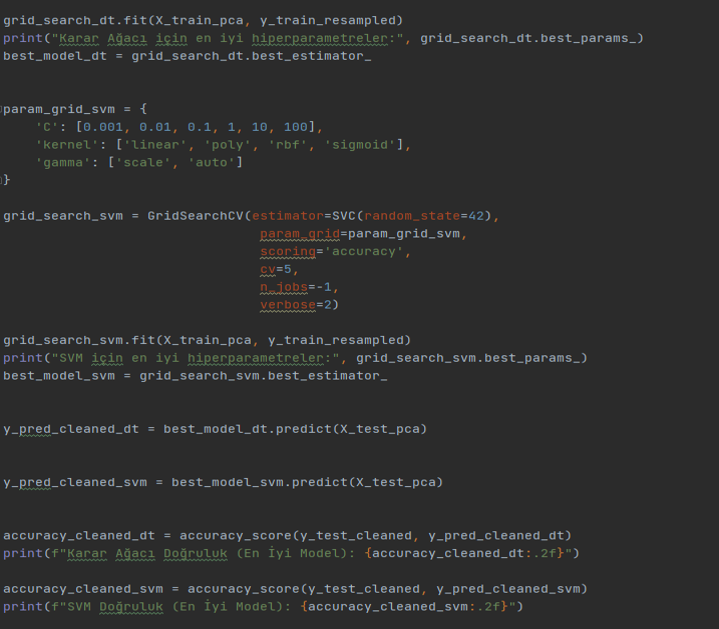 grid_search_dt.fit(X_train_pca, y_train_resampled)
print("Karar Ağacı için en iyi hiperparametreler:", grid_search_dt.best_params_)
best_model_dt = grid_search_dt.best_estimator_
param_grid_svm = {
    'C': [0.001, 0.01, 0.1, 1, 10, 100],
    'kernel': ['linear', 'poly', 'rbf', 'sigmoid'],
    'gamma': ['scale', 'auto']
}
grid_search_svm = GridSearchCV(estimator=SVC(random_state=42),
                                param_grid=param_grid_svm,
                                scoring='accuracy',
                                cv=5,
                                n_jobs=-1,
                                verbose=2)
grid_search_svm.fit(X_train_pca, y_train_resampled)
print("SVM için en iyi hiperparametreler:", grid_search_svm.best_params_)
best_model_svm = grid_search_svm.best_estimator_
y_pred_cleaned_dt = best_model_dt.predict(X_test_pca)
y_pred_cleaned_svm = best_model_svm.predict(X_test_pca)
accuracy_cleaned_dt = accuracy_score(y_test_cleaned, y_pred_cleaned_dt)
print(f"Karar Ağacı Doğruluk (En İyi Model): {accuracy_cleaned_dt:.2f}")
accuracy_cleaned_svm = accuracy_score(y_test_cleaned, y_pred_cleaned_svm)
print(f"SVM Doğruluk (En İyi Model): {accuracy_cleaned_svm:.2f}")